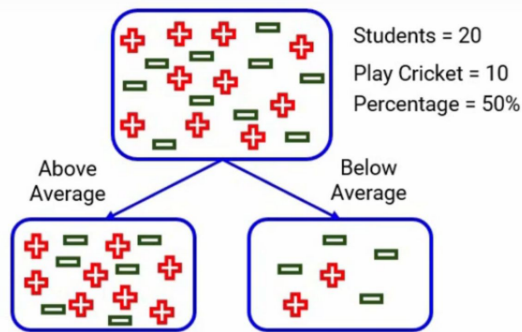 Students = 20
Play Cricket = 10
Percentage = 50%
Above
Average
Below
Average